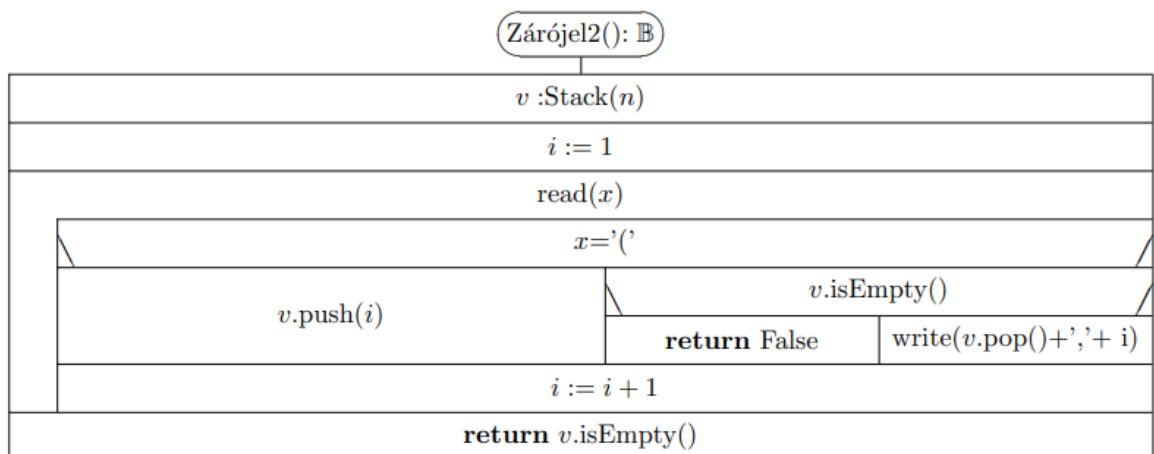 Zárójel2(): 𝔹
v :Stack(n)
i := 1
read(x)
x=’(’
v.push(i)
v.isEmpty()
return False
write(v.pop()+’,’+ i)
i := i + 1
return v.isEmpty()